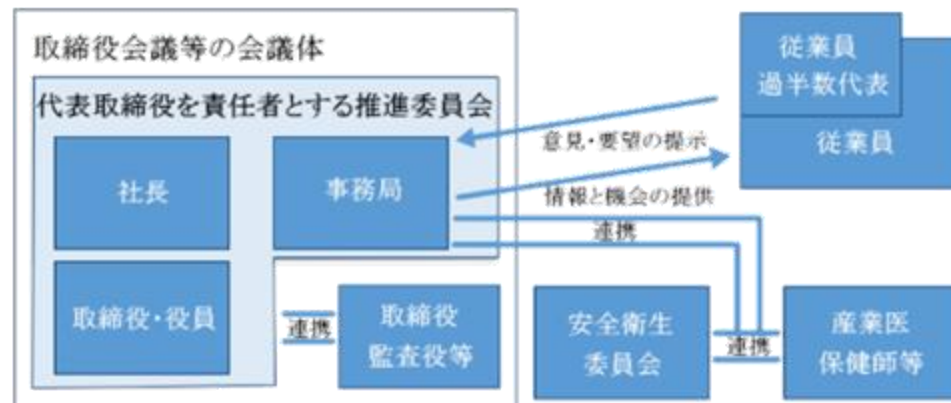 取締役会議等の会議体
代表取締役を責任者とする推進委員会
社長
事務局
取締役・役員
連携
取締役
監査役等
従業員
過半数代表
従業員
意見・要望の提示
情報と機会の提供
連携
安全衛生
委員会
連携
産業医
保健師等